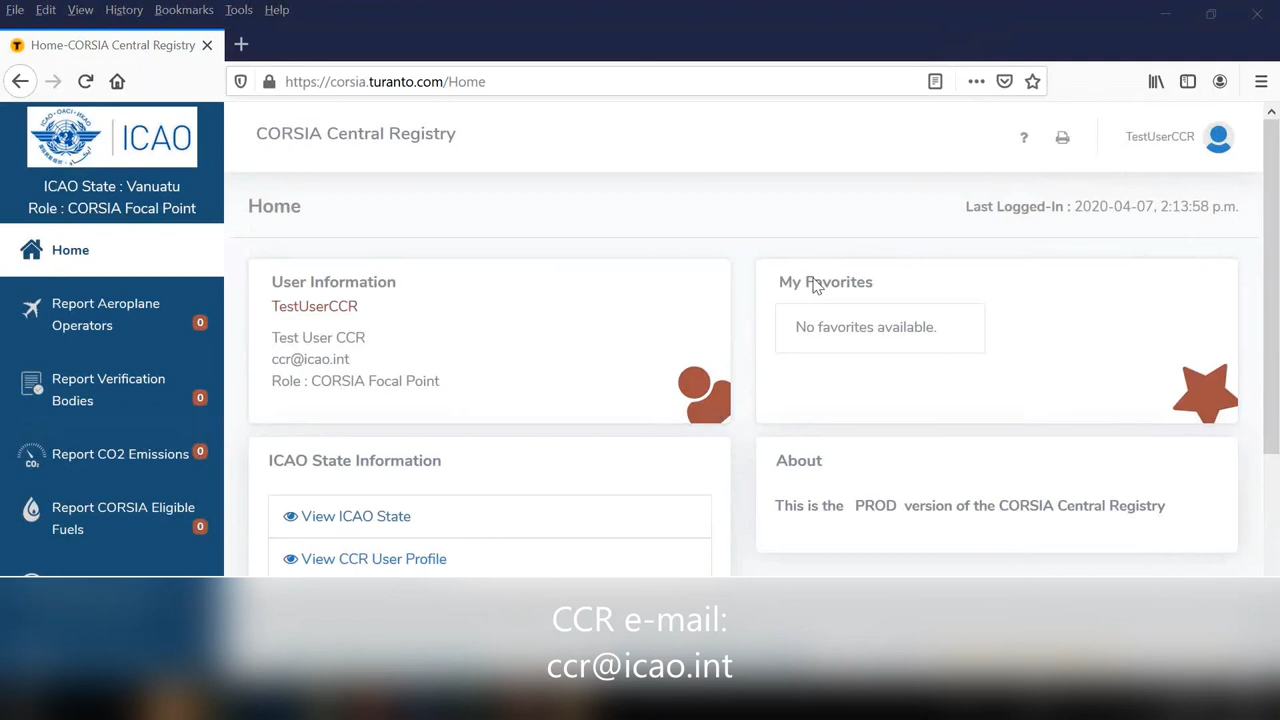 File Edit View History Bookmarks Tools Help
Home-CORSIA Central Registry
https://corsia.turanto.com/Home
ICAO
ICAO State : Vanuatu
Role : CORSIA Focal Point
Home
Report Aeroplane
Operators
0
Report Verification
Bodies
0
CO2
Report CO2 Emissions
0
Report CORSIA Eligible
Fuels
0
CORSIA Central Registry
?
TestUserCCR
Home
Last Logged-In : 2020-04-07, 2:13:58 p.m.
User Information
TestUserCCR
Test User CCR
ccr@icao.int
Role : CORSIA Focal Point
My Favorites
No favorites available.
ICAO State Information
View ICAO State
View CCR User Profile
About
This is the PROD version of the CORSIA Central Registry
CCR e-mail:
ccr@icao.int